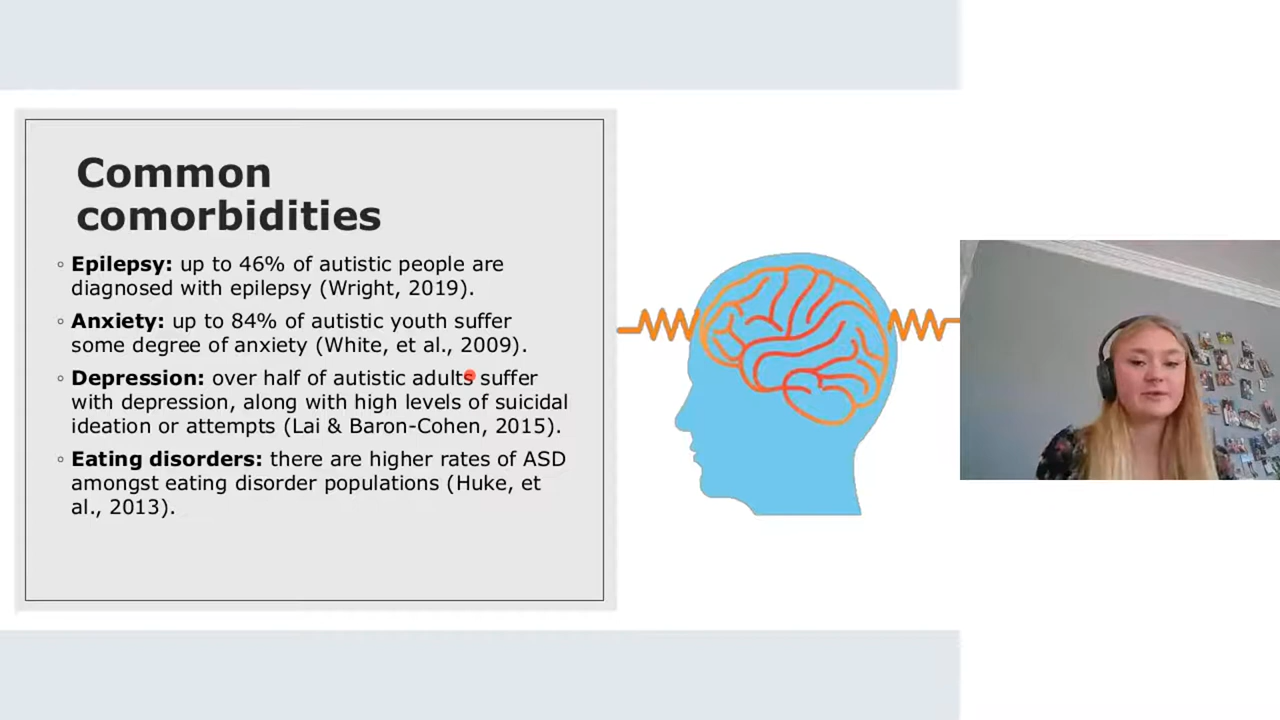 Common
comorbidities
◦ Epilepsy: up to 46% of autistic people are
diagnosed with epilepsy (Wright, 2019).
◦ Anxiety: up to 84% of autistic youth suffer
some degree of anxiety (White, et al., 2009).
◦ Depression: over half of autistic adults suffer
with depression, along with high levels of suicidal
ideation or attempts (Lai & Baron-Cohen, 2015).
◦ Eating disorders: there are higher rates of ASD
amongst eating disorder populations (Huke, et
al., 2013).